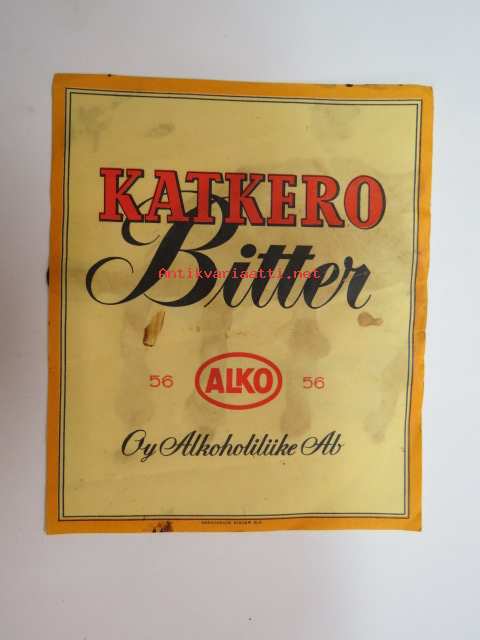 KATKERO
Bitter
Antikvariaatti.net
56 ALKO 56
Oy Alkoholiliike Ab